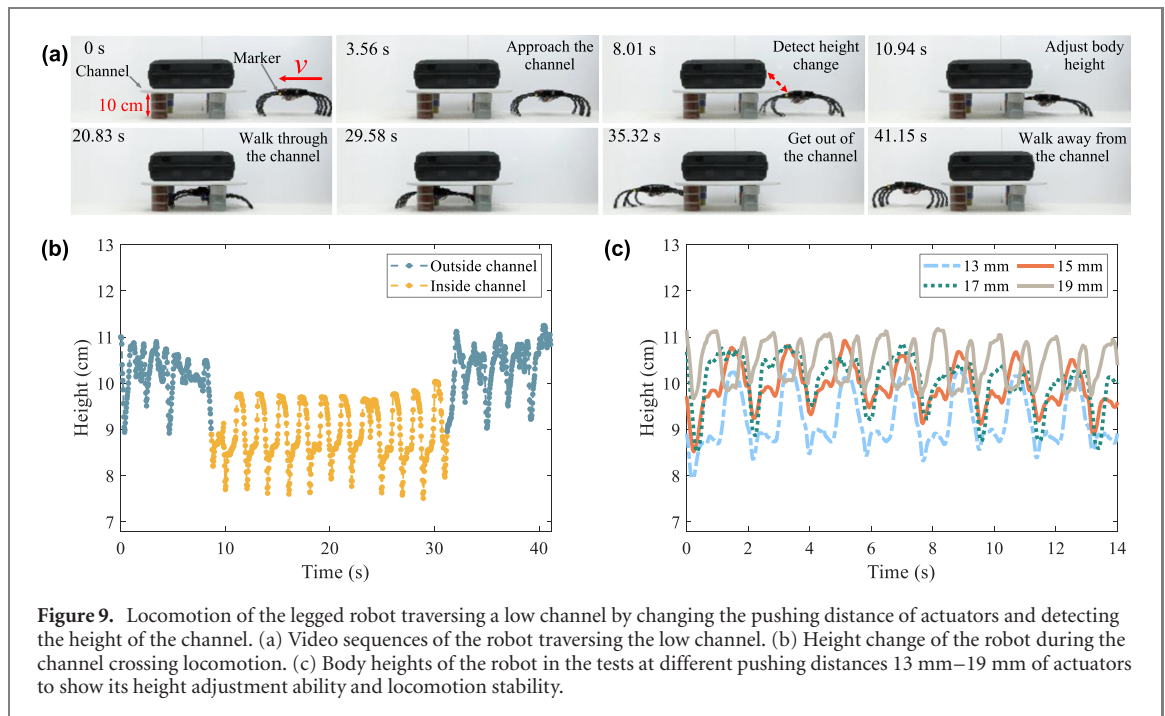 (a)
0 s
Channel
Marker
v
10 cm
3.56 s
Approach the
channel
8.01 s
Detect height
change
10.94 s
Adjust body
height
20.83 s
Walk through
the channel
29.58 s
35.32 s
Get out of
the channel
41.15 s
Walk away from
the channel
(b)
13
12
11
10
9
8
7
Height (cm)
0 10 20 30 40
Time (s)
Outside channel
Inside channel
(c)
13
12
11
10
9
8
7
Height (cm)
0 2 4 6 8 10 12 14
Time (s)
13 mm 15 mm
17 mm 19 mm
Figure 9. Locomotion of the legged robot traversing a low channel by changing the pushing distance of actuators and detecting
the height of the channel. (a) Video sequences of the robot traversing the low channel. (b) Height change of the robot during the
channel crossing locomotion. (c) Body heights of the robot in the tests at different pushing distances 13 mm–19 mm of actuators
to show its height adjustment ability and locomotion stability.